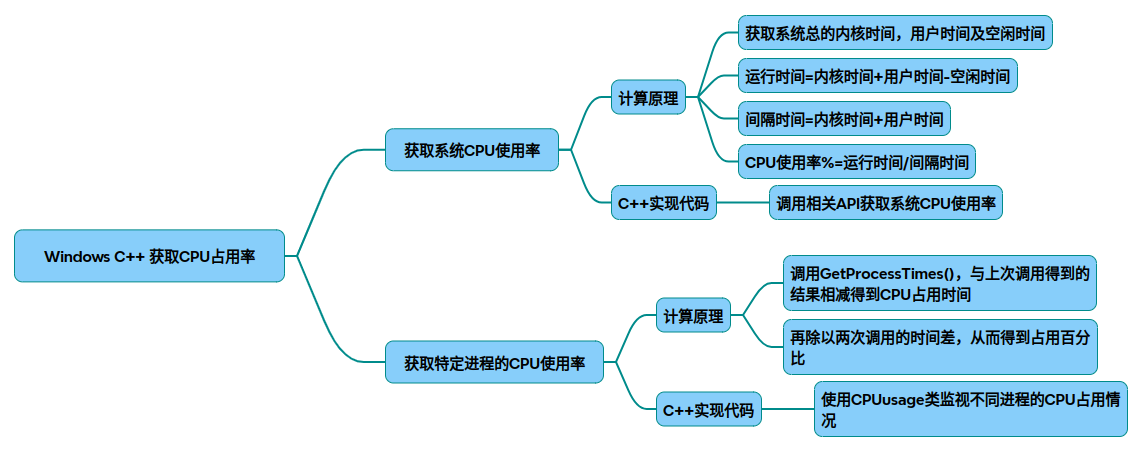 Windows C++ 获取CPU占用率
获取系统CPU使用率
计算原理
获取系统总的内核时间，用户时间及空闲时间
运行时间=内核时间+用户时间-空闲时间
间隔时间=内核时间+用户时间
CPU使用率%=运行时间/间隔时间
C++实现代码
调用相关API获取系统CPU使用率
获取特定进程的CPU使用率
计算原理
调用GetProcessTimes()，与上次调用得到的
结果相减得到CPU占用时间
再除以两次调用的时间差，从而得到占用百分
比
C++实现代码
使用CPUusage类监视不同进程的CPU占用情
况